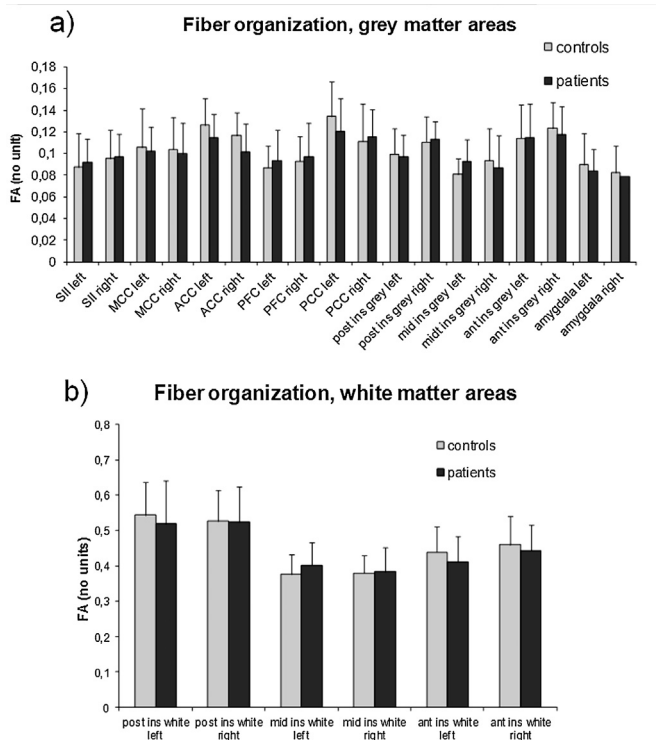 a)
Fiber organization, grey matter areas
controls
patients
FA (no unit)
0,18
0,16
0,14
0,12
0,1
0,08
0,06
0,04
0,02
0
SII left
SII right
MCC left
MCC right
ACC left
ACC right
PFC left
PFC right
PCC left
PCC right
post ins grey left
post ins grey right
mid ins grey left
midt ins grey right
ant ins grey left
ant ins grey right
amygdala left
amygdala right
b)
Fiber organization, white matter areas
controls
patients
FA (no units)
0,8
0,7
0,6
0,5
0,4
0,3
0,2
0,1
0
post ins white
left
post ins white
right
mid ins white
left
mid ins white
right
ant ins white
left
ant ins white
right